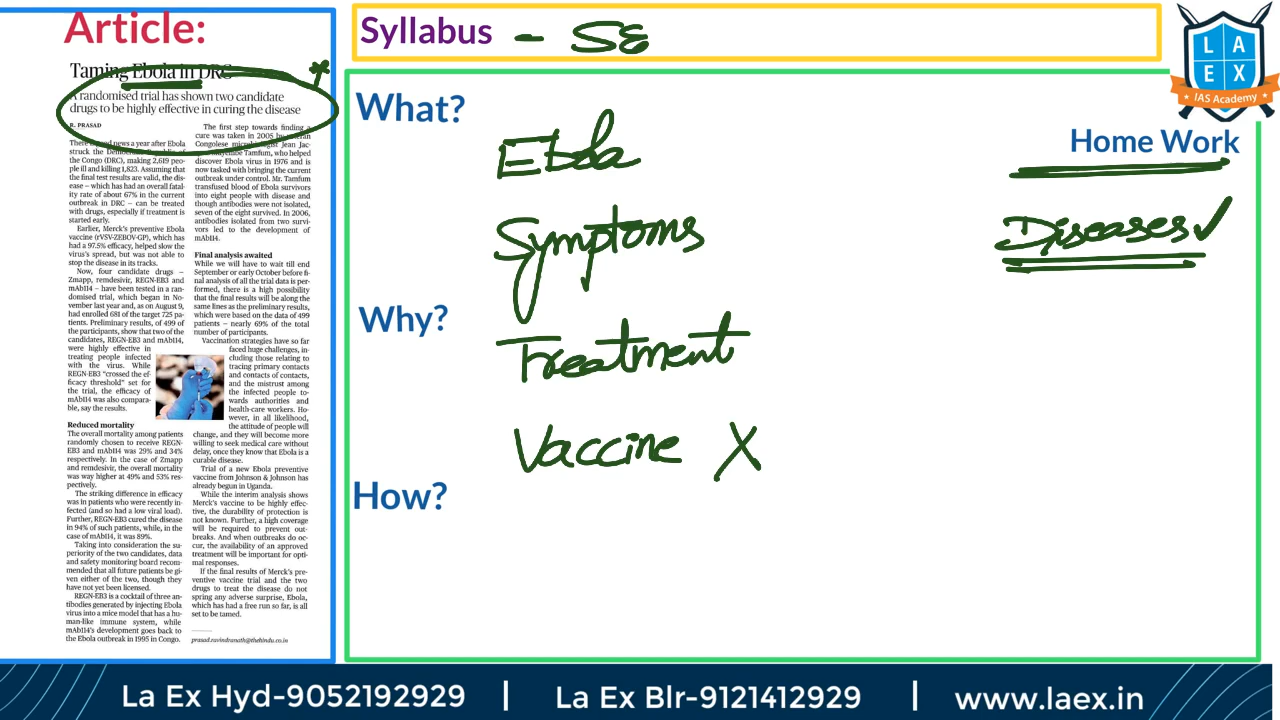 Article:
Taming Ebola in DRC
A randomised trial has shown two candidate
drugs to be highly effective in curing the disease
R. PRASAD
There is good news a year after Ebola
struck the Democratic Republic of
the Congo (DRC), making 2,619 peo-
ple ill and killing 1,823. Assuming that
the final test results are valid, the dis-
ease – which has had an overall fatal-
ity rate of about 67% in the current
outbreak in DRC – can be treated
with drugs, especially if treatment is
started early.
Earlier, Merck's preventive Ebola
vaccine (rVSV-ZEBOV-GP), which has
had a 97.5% efficacy, helped slow the
virus's spread, but was not able to
stop the disease in its tracks.
Now, four candidate drugs –
Zmapp, remdesivir, REGN-EB3 and
mAb114 – have been tested in a ran-
domised trial, which began in No-
vember last year and, as on August 9,
had enrolled 681 of the target 725 pa-
tients. Preliminary results, of 499 of
the participants, show that two of the
candidates, REGN-EB3 and mAb114,
were highly effective in
treating people infected
with the virus. While
REGN-EB3 "crossed the ef-
ficacy threshold" set for
the trial, the efficacy of
mAb114 was also compara-
ble, say the results.
Reduced mortality
The overall mortality among patients
randomly chosen to receive REGN-
EB3 and mAb114 was 29% and 34%
respectively. In the case of Zmapp
and remdesivir, the overall mortality
was way higher at 49% and 53% res-
pectively.
The striking difference in efficacy
was in patients who were recently in-
fected (and so had a low viral load).
Further, REGN-EB3 cured the disease
in 94% of such patients, while, in the
case of mAb114, it was 89%.
Taking into consideration the su-
periority of the two candidates, data
and safety monitoring board recom-
mended that all future patients be gi-
ven either of the two, though they
have not yet been licensed.
REGN-EB3 is a cocktail of three an-
tibodies generated by injecting Ebola
virus into a mice model that has a hu-
man-like immune system, while
mAb114's development goes back to
the Ebola outbreak in 1995 in Congo.
The first step towards finding a
cure was taken in 2005 by
Congolese microbiologist Jean Jac-
Muyembe Tamfum, who helped
discover Ebola virus in 1976 and is
now tasked with bringing the current
outbreak under control. Mr. Tamfum
transfused blood of Ebola survivors
into eight people with disease and
though antibodies were not isolated,
seven of the eight survived. In 2006,
antibodies isolated from two survi-
vors led to the development of
mAb114.
Final analysis awaited
While we will have to wait till end
September or early October before fi-
nal analysis of all the trial data is per-
formed, there is a high possibility
that the final results will be along the
same lines as the preliminary results,
which were based on the data of 499
patients – nearly 69% of the total
number of participants.
Vaccination strategies have so far
faced huge challenges, in-
cluding those relating to
tracing primary contacts
and contacts of contacts,
and the mistrust among
the infected people to-
wards authorities and
health-care workers. Ho-
wever, in all likelihood,
the attitude of people will
change, and they will become more
willing to seek medical care without
delay, once they know that Ebola is a
curable disease.
Trial of a new Ebola preventive
vaccine from Johnson & Johnson has
already begun in Uganda.
While the interim analysis shows
Merck's vaccine to be highly effec-
tive, the durability of protection is
not known. Further, a high coverage
will be required to prevent out-
breaks. And when outbreaks do oc-
cur, the availability of an approved
treatment will be important for opti-
mal responses.
If the final results of Merck's pre-
ventive vaccine trial and the two
drugs to treat the disease do not
spring any adverse surprise, Ebola,
which has had a free run so far, is all
set to be tamed.
prasad.ravindranath@thehindu.co.in
Syllabus - SE
What?
Ebola
Symptoms
Why?
Treatment
Vaccine X
How?
Home Work
Diseases ✓
L A
E X
IAS Academy
La Ex Hyd-9052192929 | La Ex Blr-9121412929 | www.laex.in